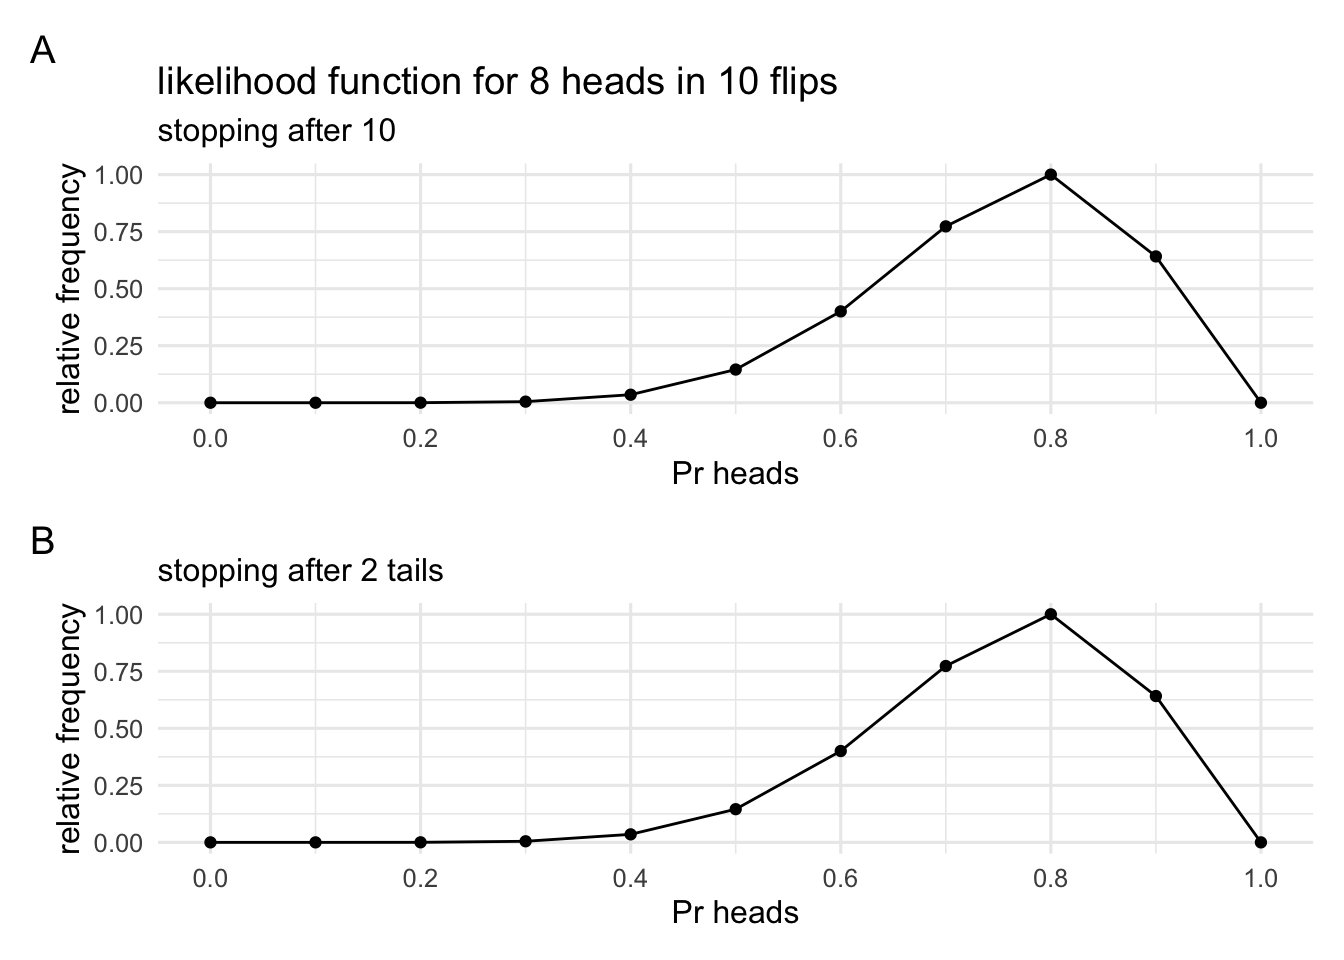 A
likelihood function for 8 heads in 10 flips
stopping after 10
relative frequency
1.00
0.75
0.50
0.25
0.00
0.0 0.2 0.4 0.6 0.8 1.0
Pr heads
B
stopping after 2 tails
relative frequency
1.00
0.75
0.50
0.25
0.00
0.0 0.2 0.4 0.6 0.8 1.0
Pr heads